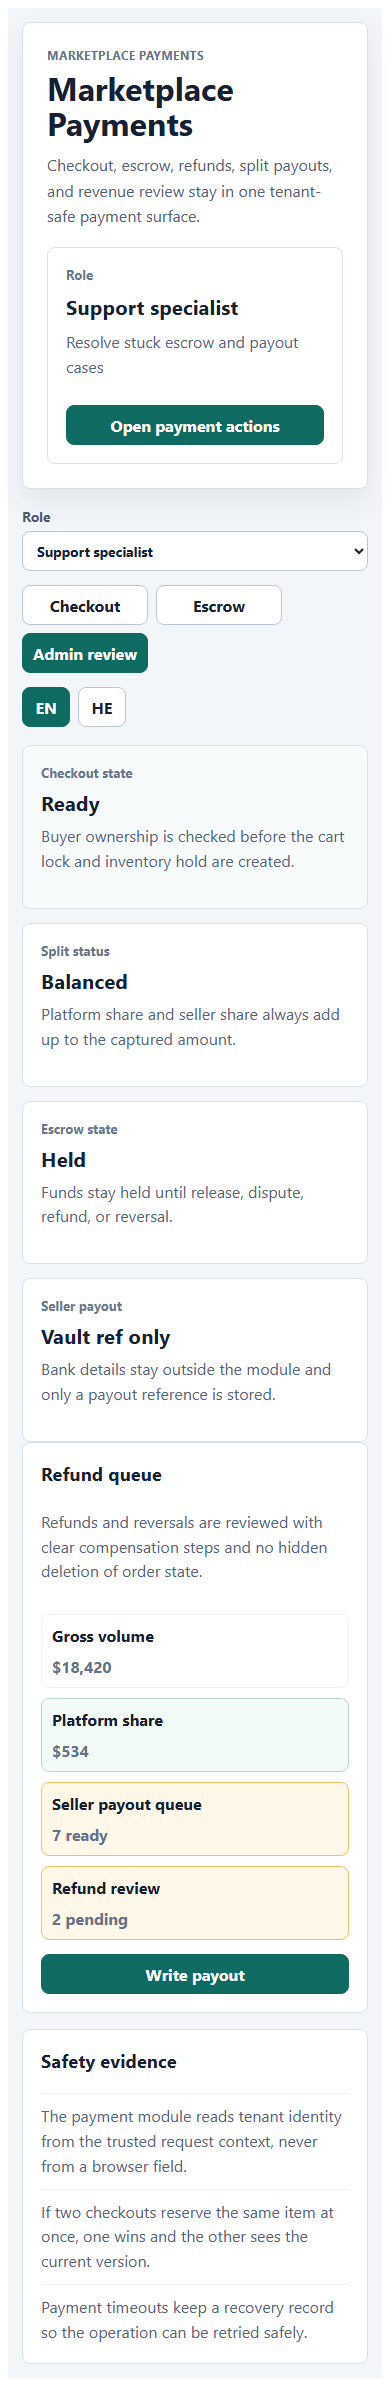 MARKETPLACE PAYMENTS
Marketplace
Payments
Checkout, escrow, refunds, split payouts,
and revenue review stay in one tenant-
safe payment surface.
Role
Support specialist
Resolve stuck escrow and payout
cases
Open payment actions
Role
Support specialist
Checkout
Escrow
Admin review
EN
HE
Checkout state
Ready
Buyer ownership is checked before the cart
lock and inventory hold are created.
Split status
Balanced
Platform share and seller share always add
up to the captured amount.
Escrow state
Held
Funds stay held until release, dispute,
refund, or reversal.
Seller payout
Vault ref only
Bank details stay outside the module and
only a payout reference is stored.
Refund queue
Refunds and reversals are reviewed with
clear compensation steps and no hidden
deletion of order state.
Gross volume
$18,420
Platform share
$534
Seller payout queue
7 ready
Refund review
2 pending
Write payout
Safety evidence
The payment module reads tenant identity
from the trusted request context, never
from a browser field.
If two checkouts reserve the same item at
once, one wins and the other sees the
current version.
Payment timeouts keep a recovery record
so the operation can be retried safely.